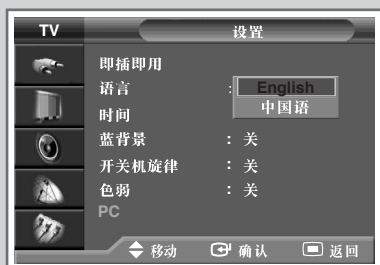 TV 设置
即插即用
语言 : English
中国语
时间
蓝背景 : 关
开关机旋律 : 关
色弱 : 关
PC
移动 确认 返回